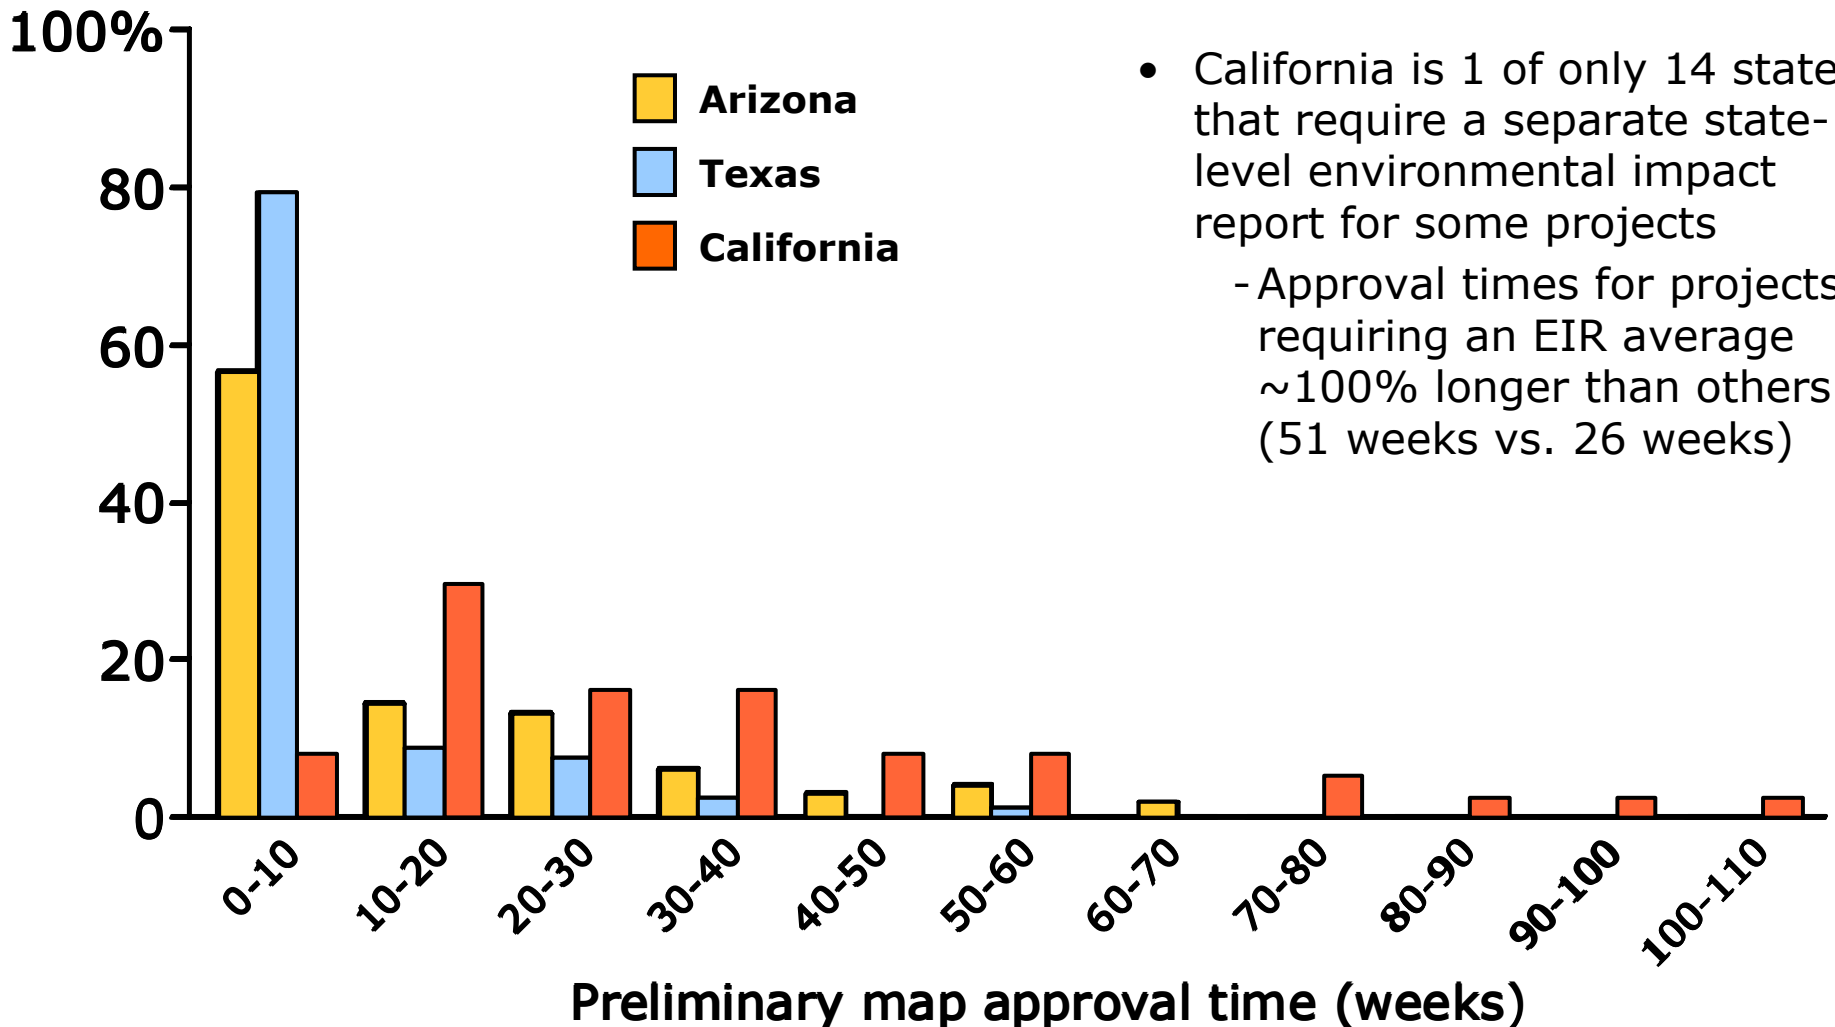 100%
80
60
40
20
0
Arizona
Texas
California
• California is 1 of only 14 state
that require a separate state-
level environmental impact
report for some projects
- Approval times for projects
requiring an EIR average
~100% longer than others
(51 weeks vs. 26 weeks)
0-10
10-20
20-30
30-40
40-50
50-60
60-70
70-80
80-90
90-100
100-110
Preliminary map approval time (weeks)